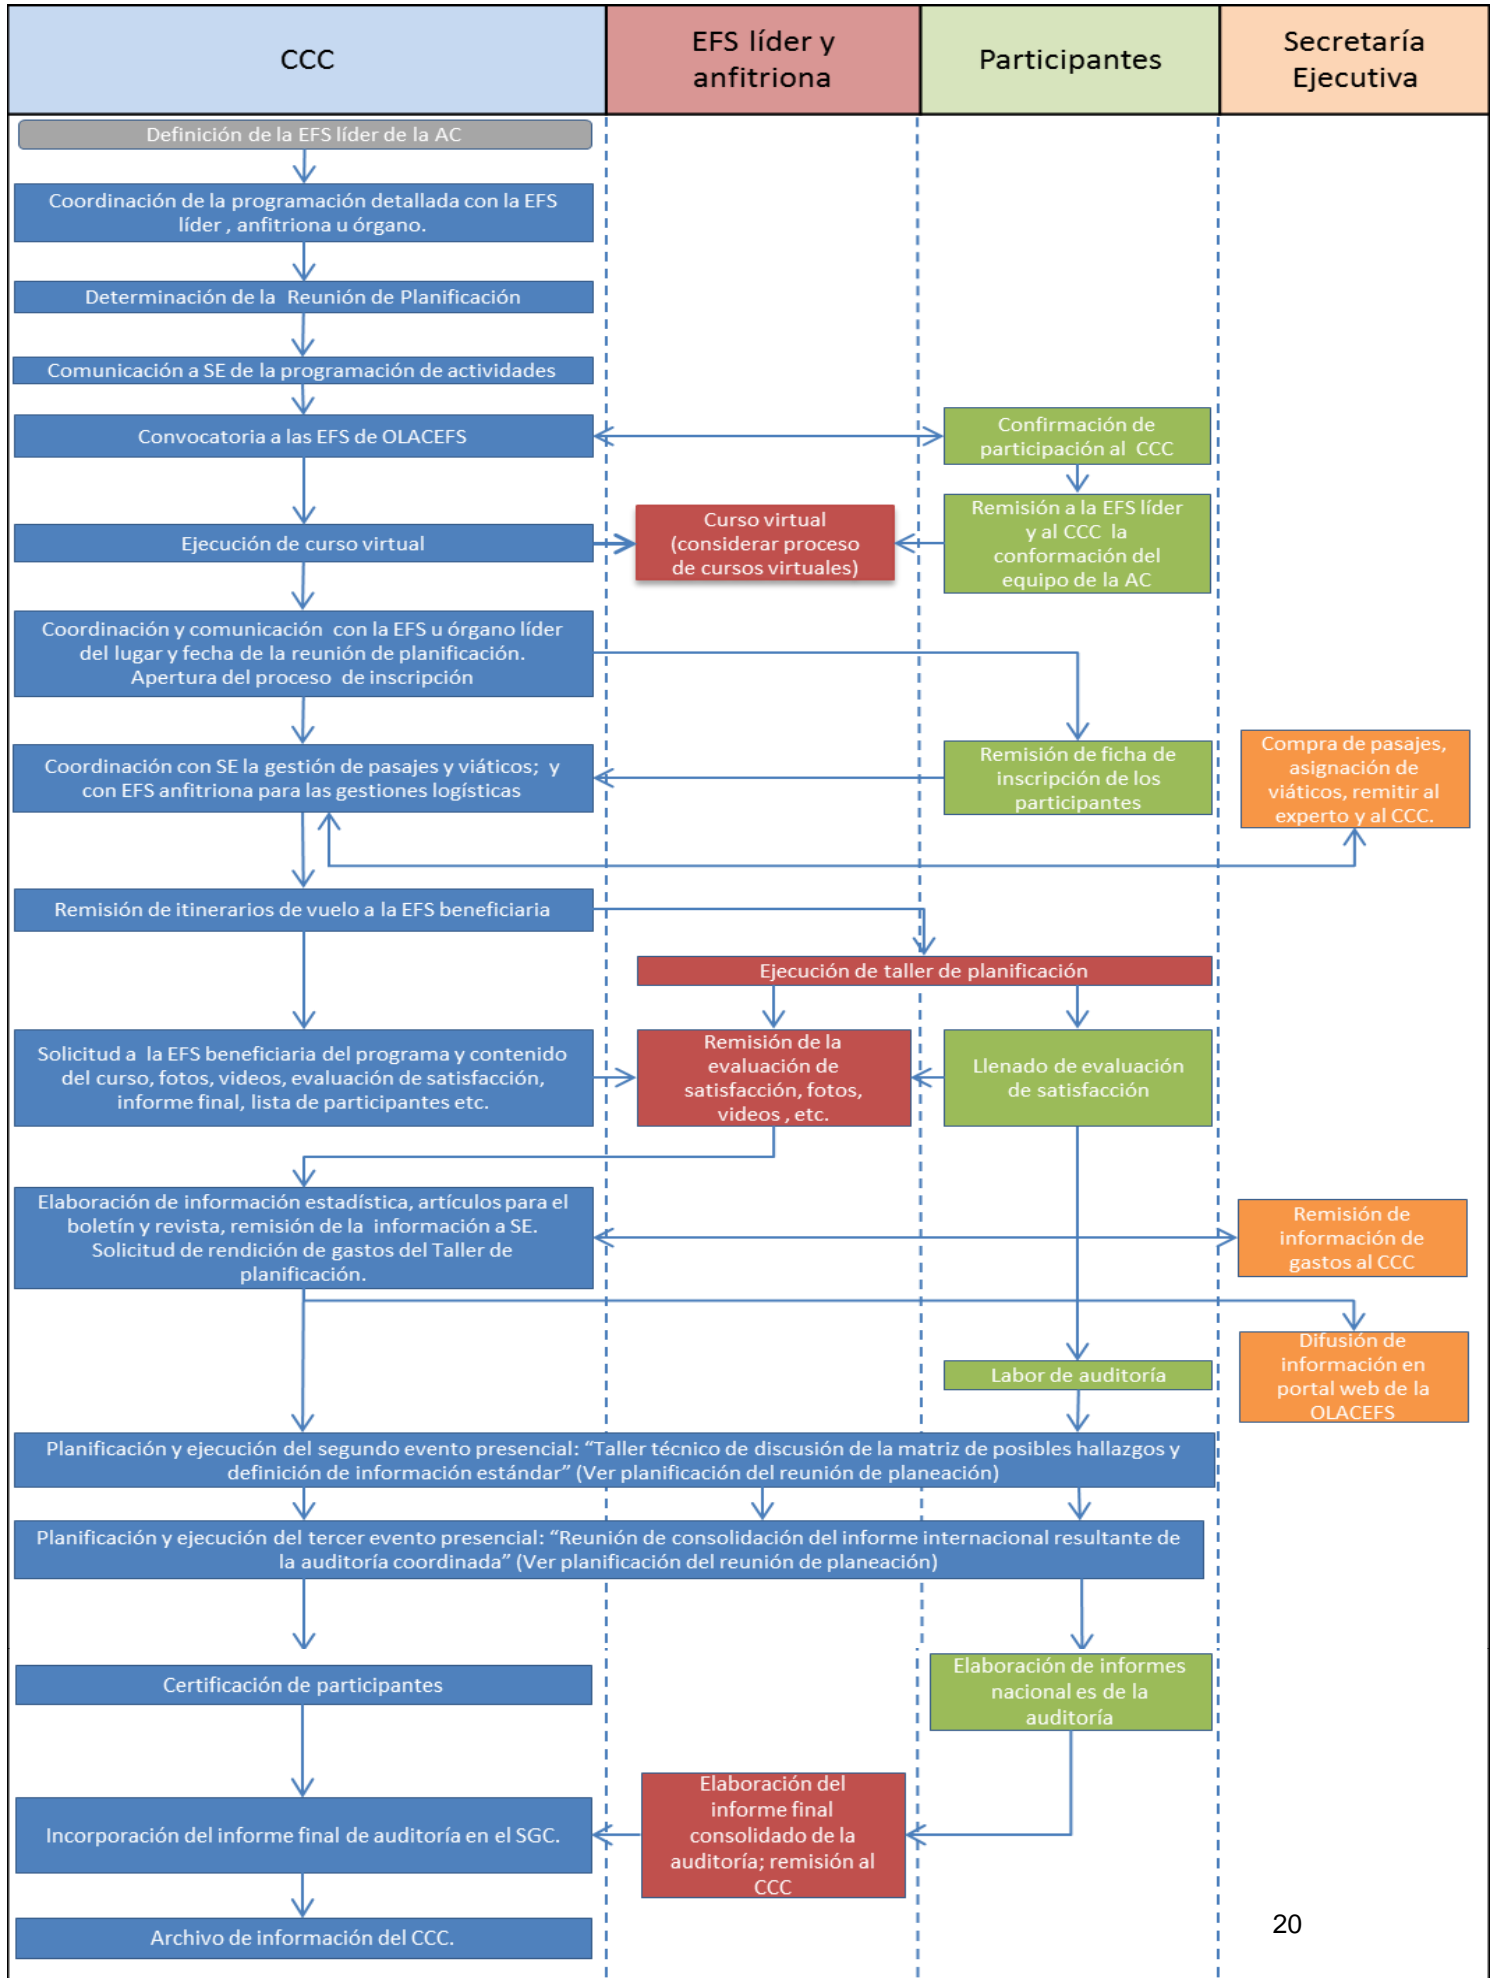 CCC
EFS líder y
anfitriona
Participantes
Secretaría
Ejecutiva
Definición de la EFS líder de la AC
Coordinación de la programación detallada con la EFS
líder , anfitriona u órgano.
Determinación de la Reunión de Planificación
Comunicación a SE de la programación de actividades
Convocatoria a las EFS de OLACEFS
Confirmación de
participación al CCC
Ejecución de curso virtual
Curso virtual
(considerar proceso
de cursos virtuales)
Remisión a la EFS líder
y al CCC la
conformación del
equipo de la AC
Coordinación y comunicación con la EFS u órgano líder
del lugar y fecha de la reunión de planificación.
Apertura del proceso de inscripción
Coordinación con SE la gestión de pasajes y viáticos; y
con EFS anfitriona para las gestiones logísticas
Remisión de ficha de
inscripción de los
participantes
Compra de pasajes,
asignación de
viáticos, remitir al
experto y al CCC.
Remisión de itinerarios de vuelo a la EFS beneficiaria
Ejecución de taller de planificación
Solicitud a la EFS beneficiaria del programa y contenido
del curso, fotos, videos, evaluación de satisfacción,
informe final, lista de participantes etc.
Remisión de la
evaluación de
satisfacción, fotos,
videos , etc.
Llenado de evaluación
de satisfacción
Elaboración de información estadística, artículos para el
boletín y revista, remisión de la información a SE.
Solicitud de rendición de gastos del Taller de
planificación.
Remisión de
información de
gastos al CCC
Difusión de
información en
portal web de la
OLACEFS
Labor de auditoría
Planificación y ejecución del segundo evento presencial: “Taller técnico de discusión de la matriz de posibles hallazgos y
definición de información estándar” (Ver planificación del reunión de planeación)
Planificación y ejecución del tercer evento presencial: “Reunión de consolidación del informe internacional resultante de
la auditoría coordinada” (Ver planificación del reunión de planeación)
Certificación de participantes
Elaboración de informes
nacional es de la
auditoría
Incorporación del informe final de auditoría en el SGC.
Elaboración del
informe final
consolidado de la
auditoría; remisión al
CCC
Archivo de información del CCC.
20